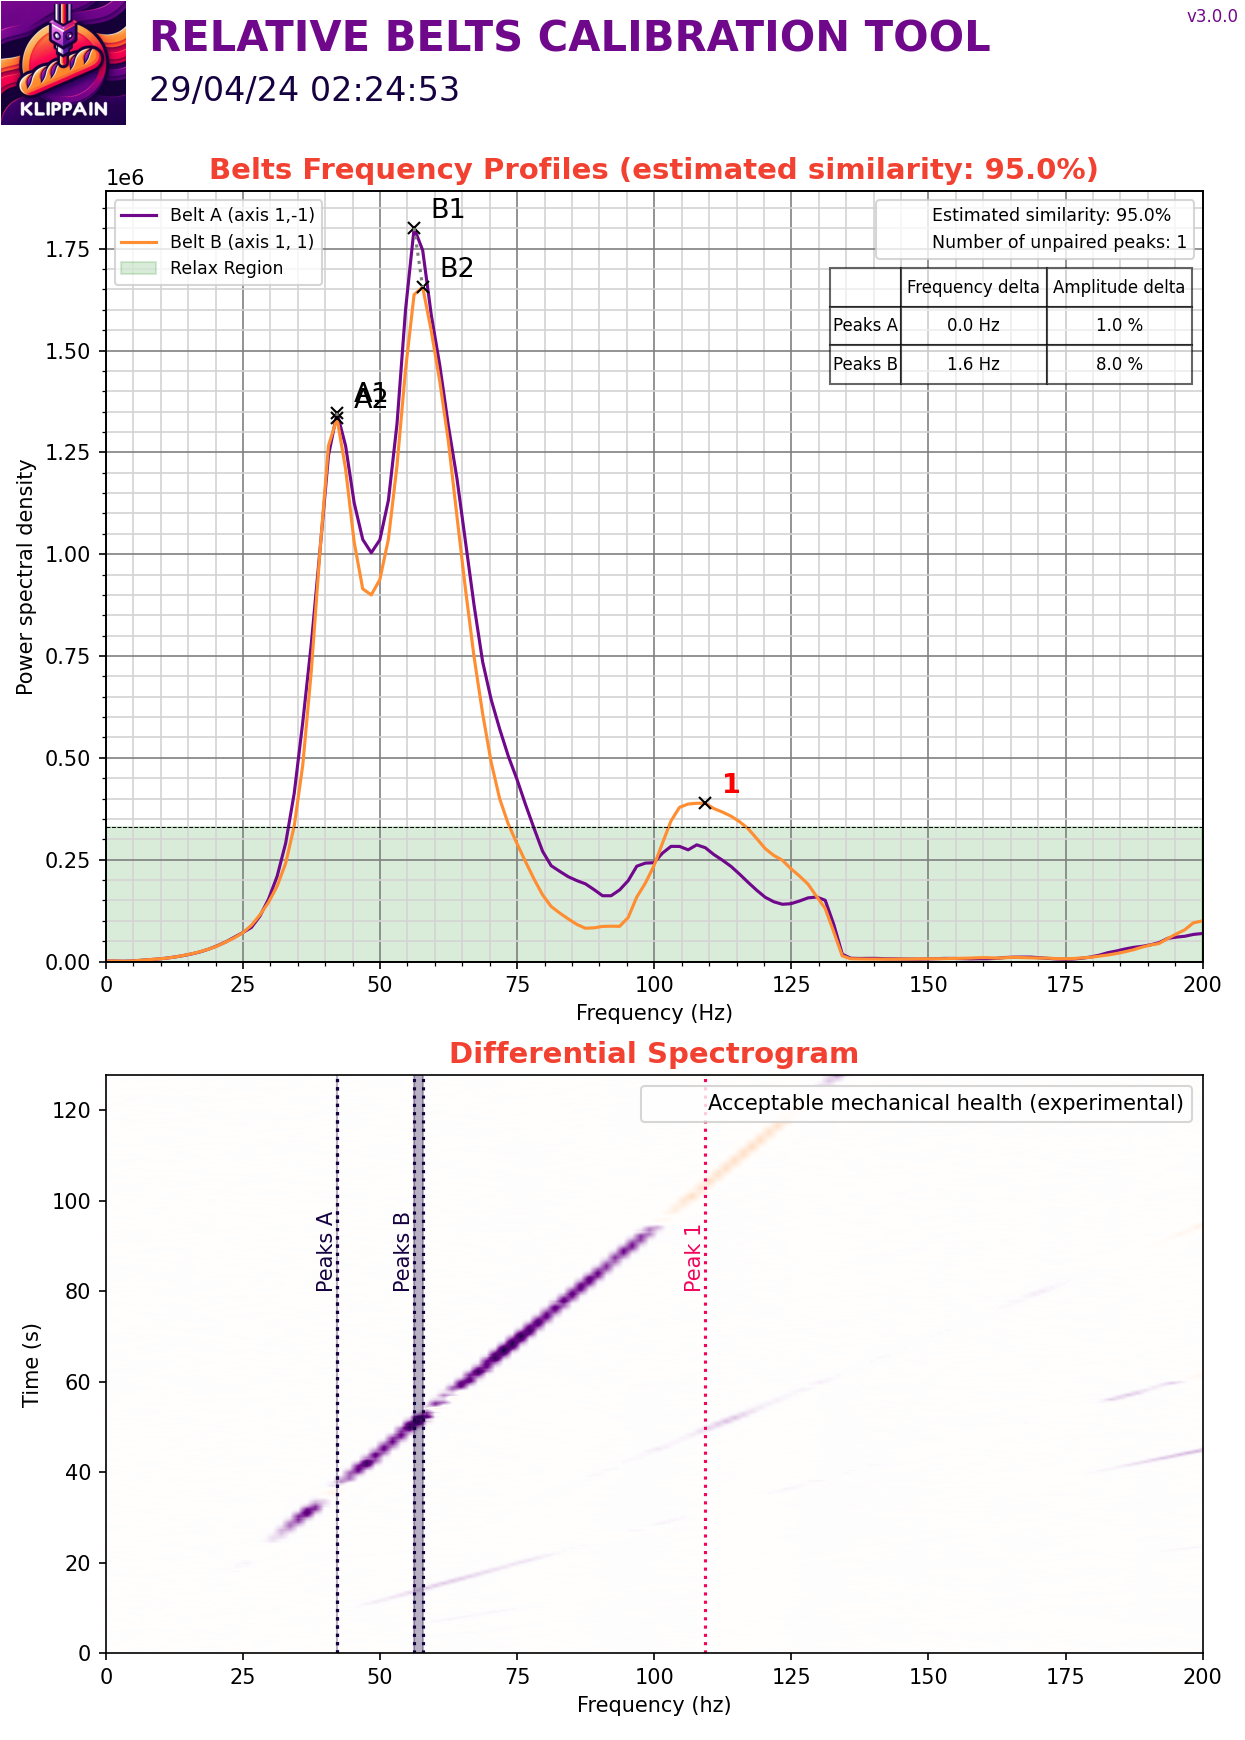 RELATIVE BELTS CALIBRATION TOOL
v3.0.0
29/04/24 02:24:53
KLIPPAIN
Belts Frequency Profiles (estimated similarity: 95.0%)
1e6
Belt A (axis 1,-1)
Belt B (axis 1, 1)
Relax Region
Estimated similarity: 95.0%
Number of unpaired peaks: 1
Frequency delta Amplitude delta
Peaks A 0.0 Hz 1.0 %
Peaks B 1.6 Hz 8.0 %
B1
B2
A1
A2
1
1.75
1.50
1.25
1.00
0.75
0.50
0.25
0.00
Power spectral density
0 25 50 75 100 125 150 175 200
Frequency (Hz)
Differential Spectrogram
Acceptable mechanical health (experimental)
Peaks A
Peaks B
Peak 1
120
100
80
60
40
20
0
Time (s)
0 25 50 75 100 125 150 175 200
Frequency (hz)